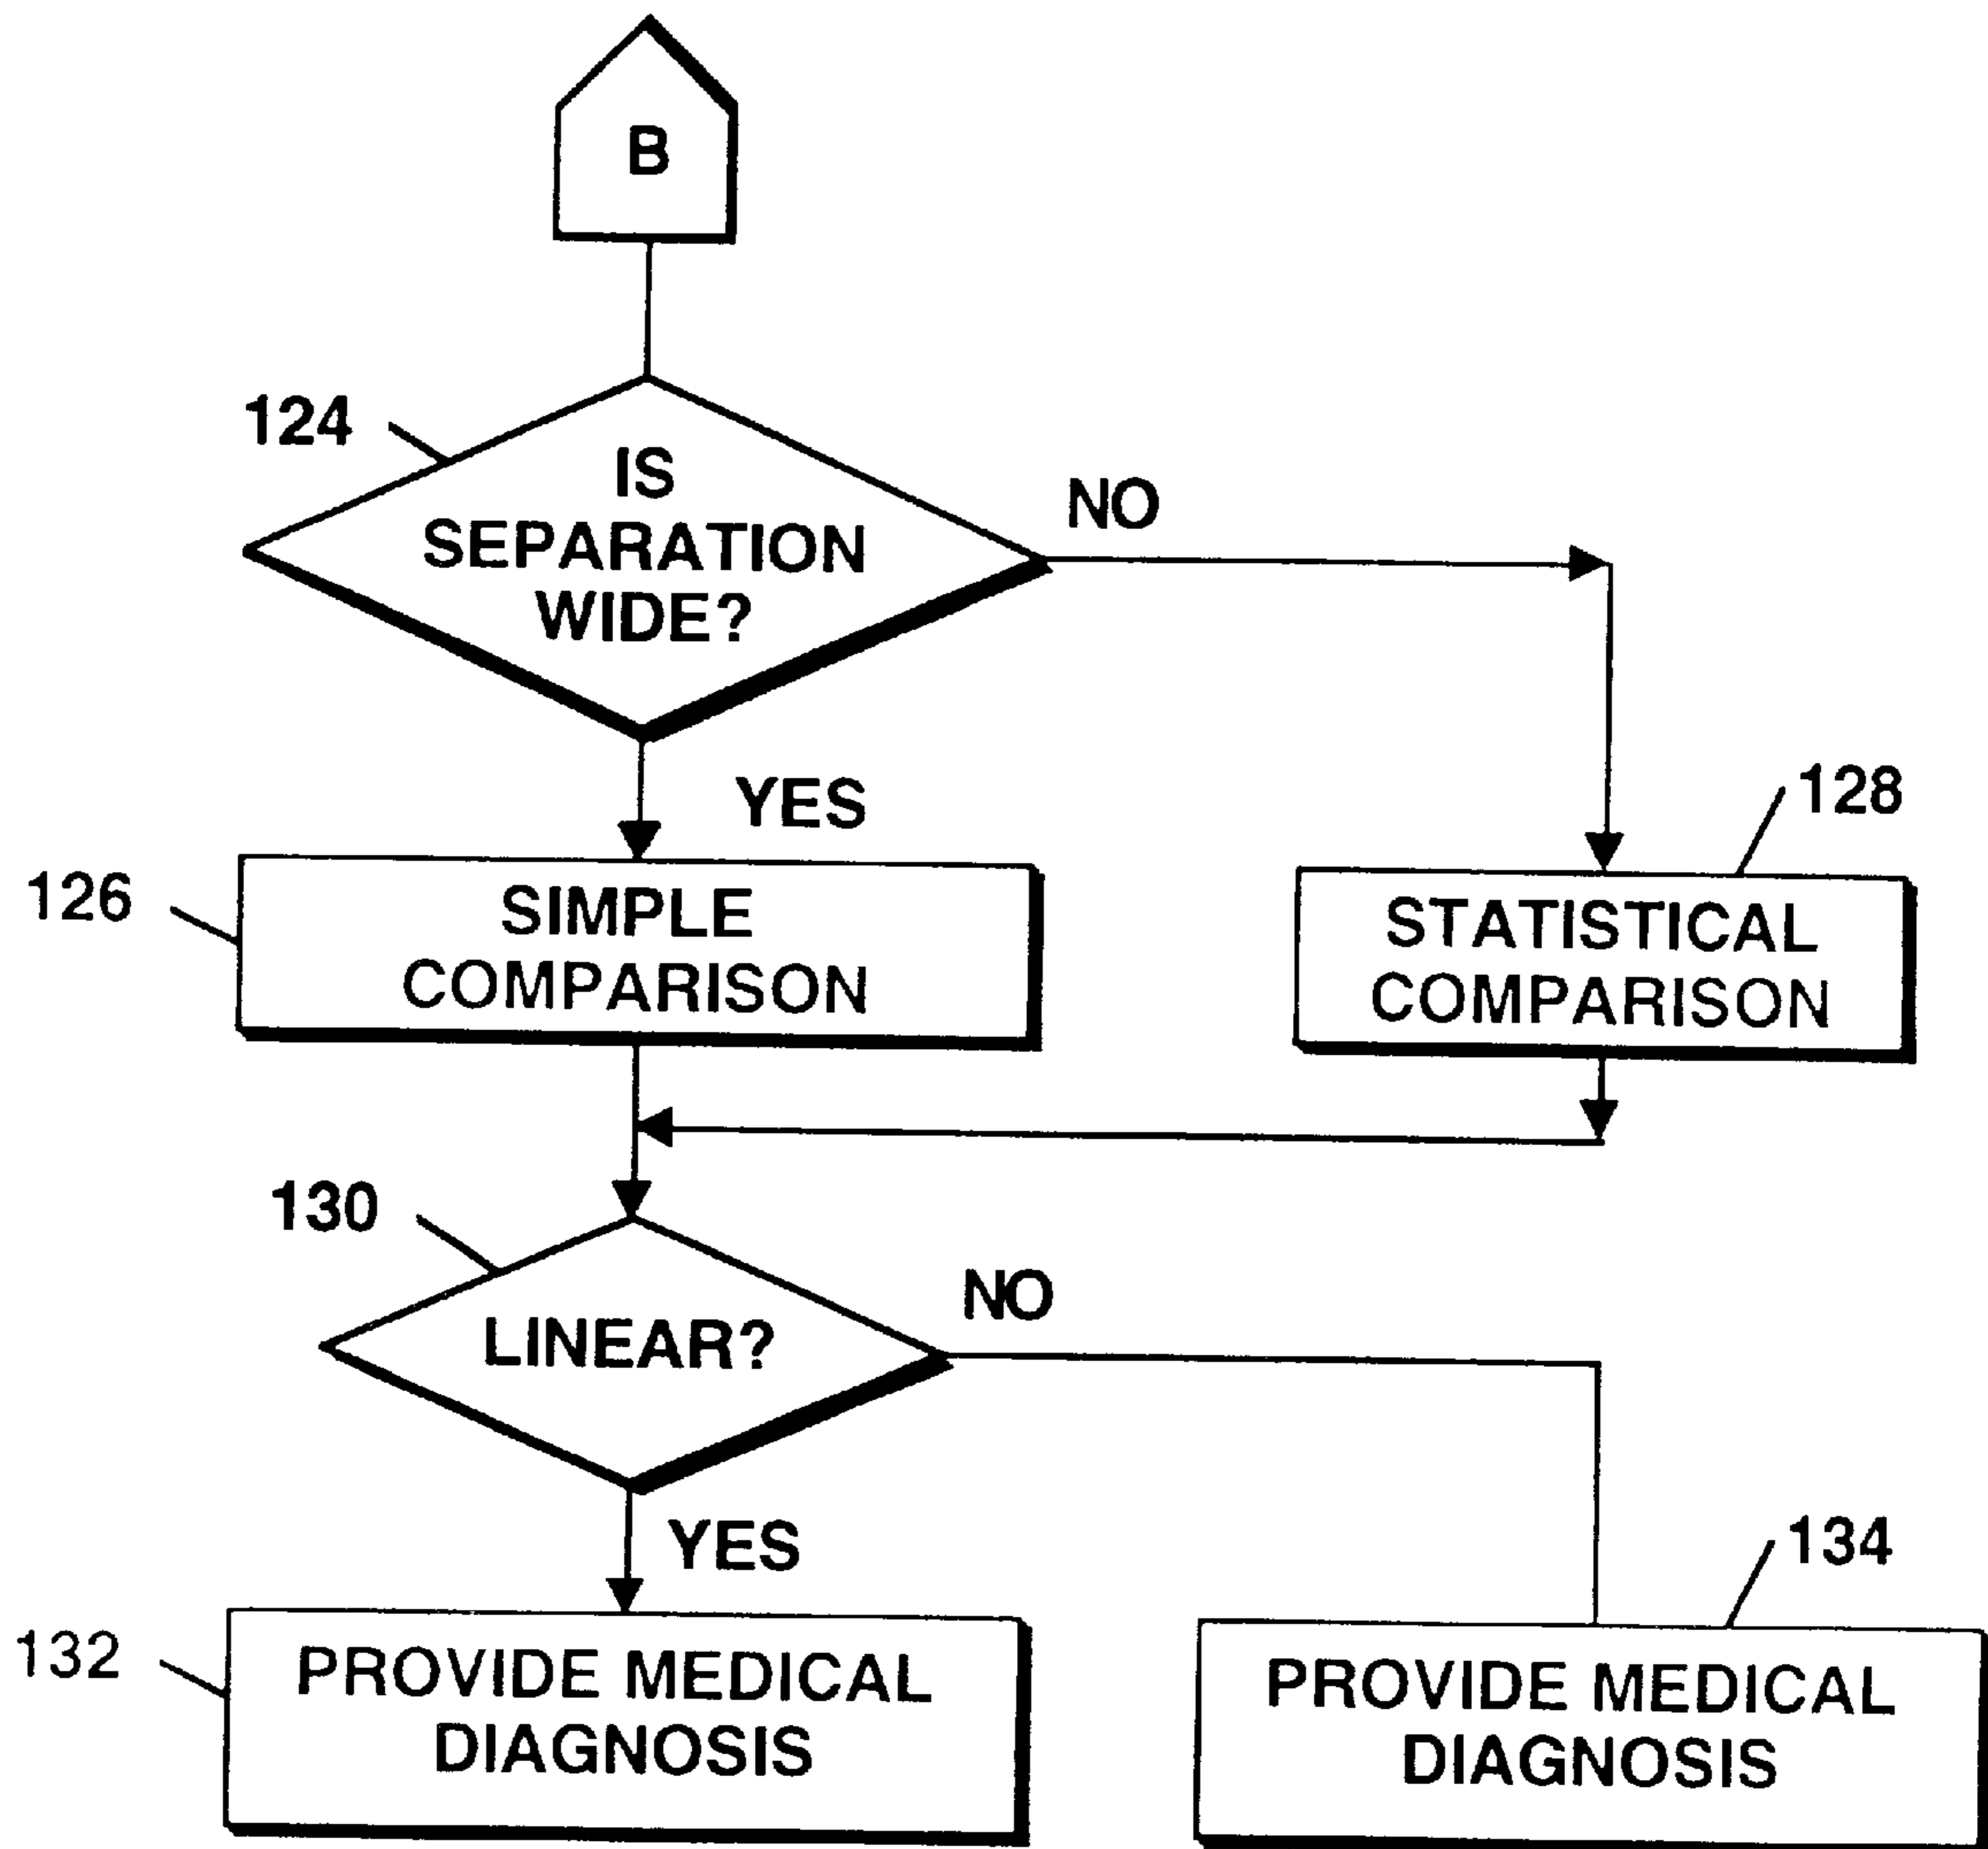 B
124
IS
SEPARATION
WIDE?
NO
YES
128
126
SIMPLE
COMPARISON
STATISTICAL
COMPARISON
130
LINEAR?
NO
YES
134
132
PROVIDE MEDICAL
DIAGNOSIS
PROVIDE MEDICAL
DIAGNOSIS